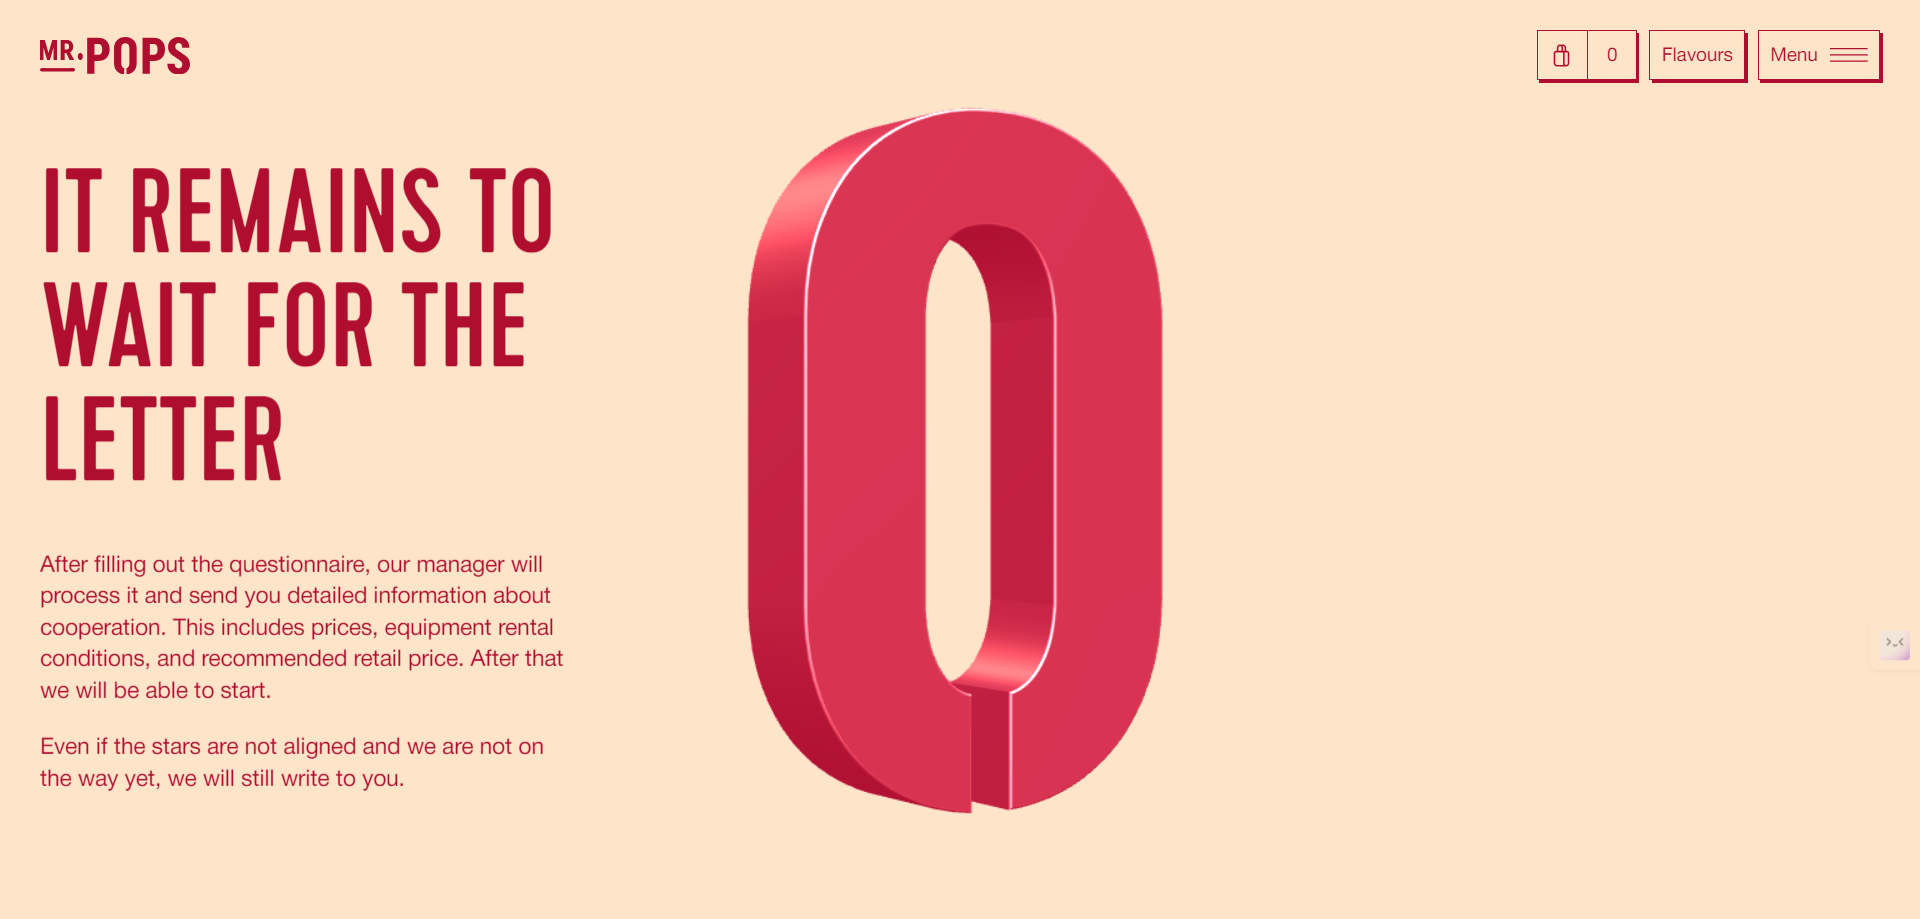 MR.POPS
0
Flavours
Menu
IT REMAINS TO
WAIT FOR THE
LETTER
O
After filling out the questionnaire, our manager will
process it and send you detailed information about
cooperation. This includes prices, equipment rental
conditions, and recommended retail price. After that
we will be able to start.
Even if the stars are not aligned and we are not on
the way yet, we will still write to you.